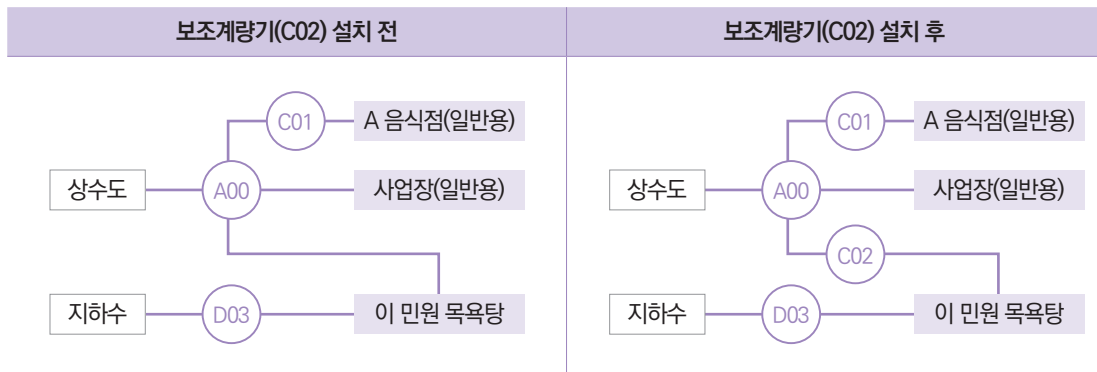 보조계량기(C02) 설치 전
C01
A 음식점(일반용)
상수도
A00
사업장(일반용)
지하수
D03
이 민원 목욕탕
보조계량기(C02) 설치 후
C01
A 음식점(일반용)
상수도
A00
사업장(일반용)
C02
지하수
D03
이 민원 목욕탕